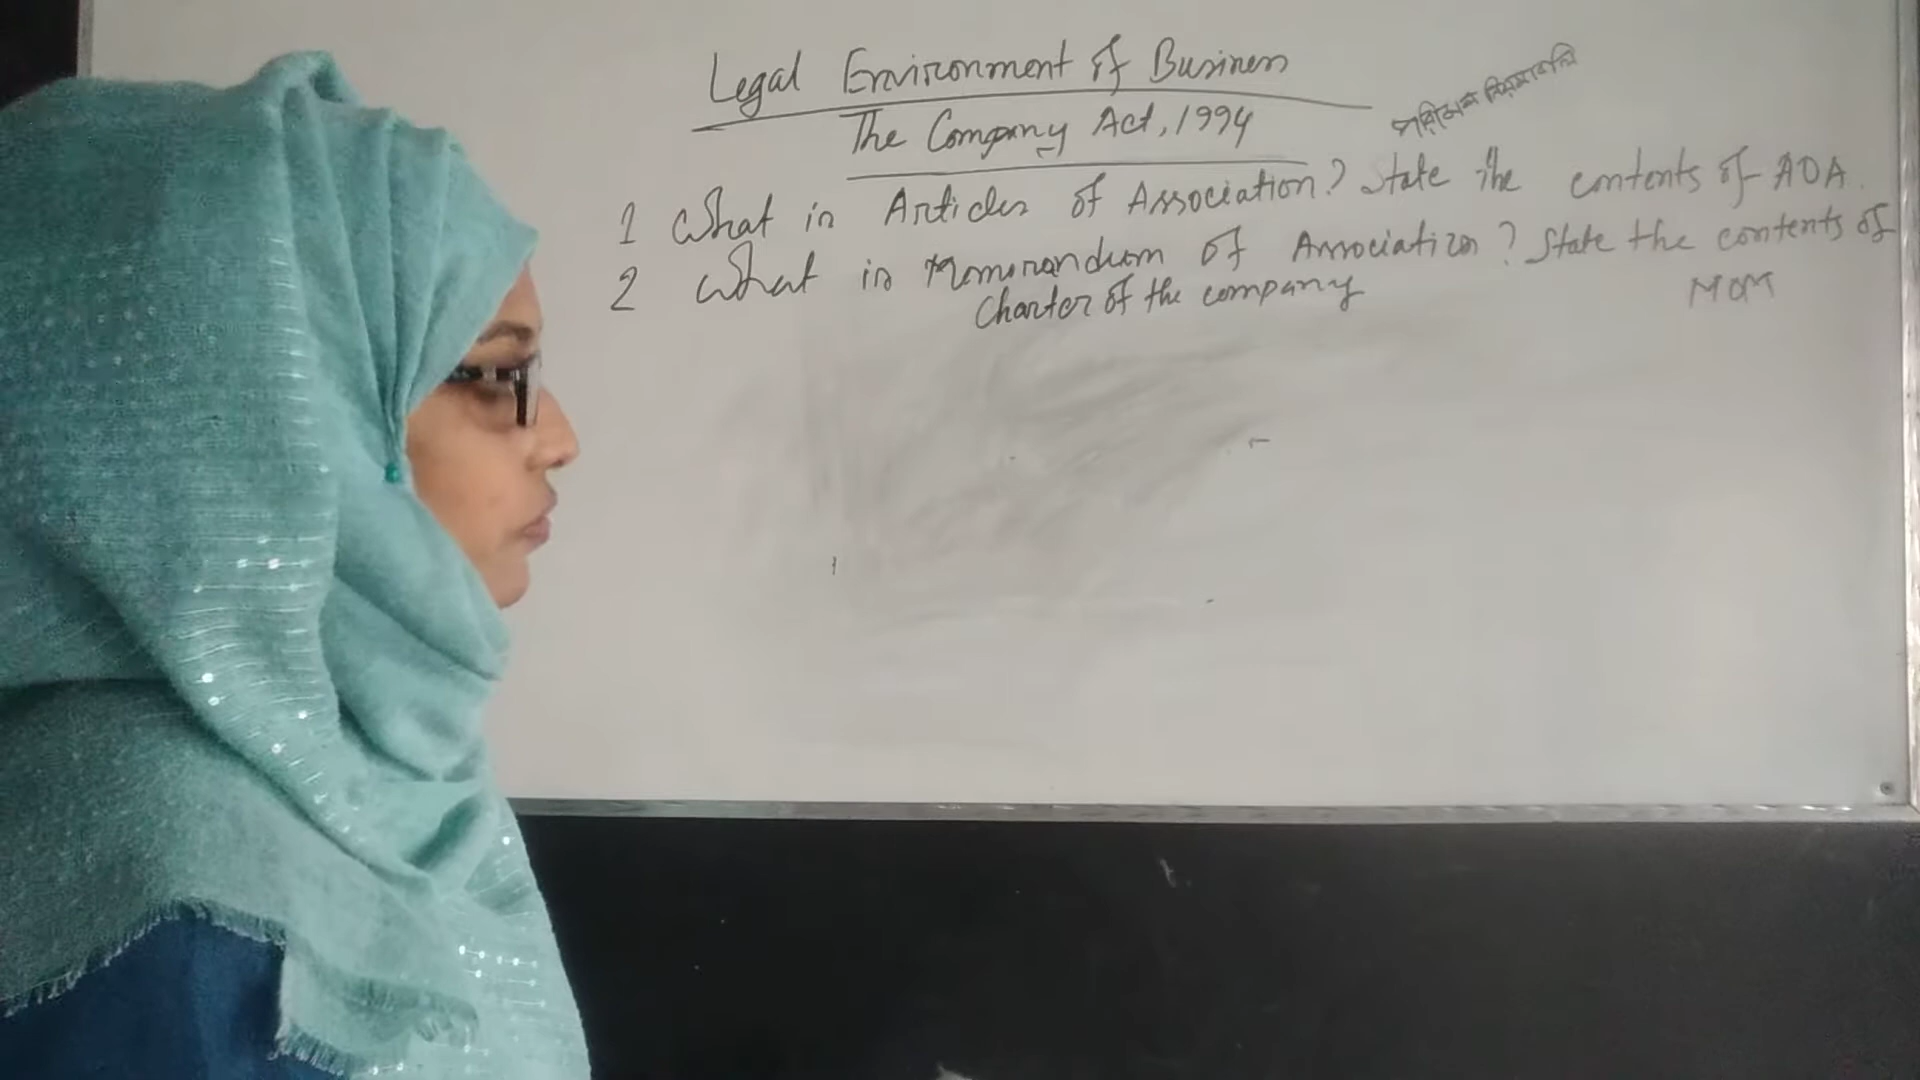 Legal Environment of Business
The Company Act, 1994
1 What is Articles of Association? State the contents of AOA.
2 What is Memorandum of Association? State the contents of
MOM
Charter of the company